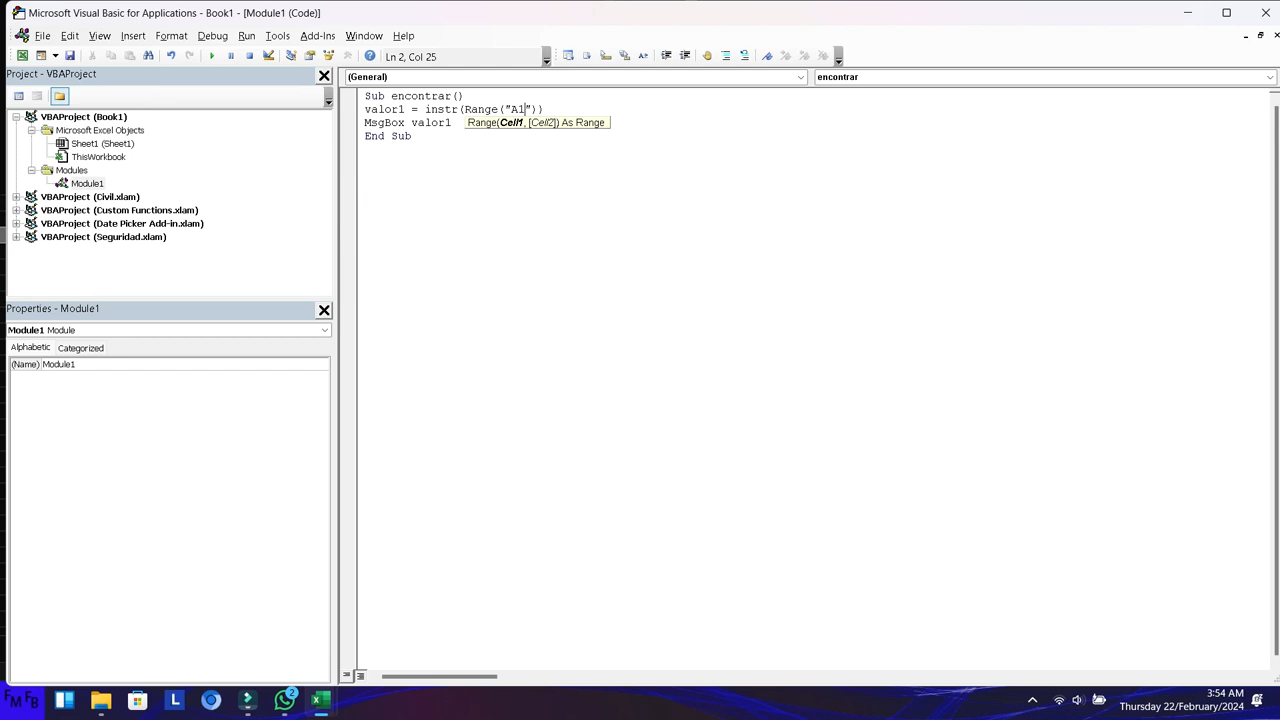 Microsoft Visual Basic for Applications - Book1 - [Module1 (Code)]
File Edit View Insert Format Debug Run Tools Add-Ins Window Help
Ln 2, Col 25
Project - VBAProject
VBAProject (Book1)
Microsoft Excel Objects
Sheet1 (Sheet1)
ThisWorkbook
Modules
Module1
VBAProject (Civil.xlam)
VBAProject (Custom Functions.xlam)
VBAProject (Date Picker Add-in.xlam)
VBAProject (Seguridad.xlam)
Properties - Module1
Module1 Module
Alphabetic Categorized
(Name) Module1
(General) encontrar
Sub encontrar()
valor1 = instr(Range("A1"))
MsgBox valor1
Range(Cell1, [Cell2]) As Range
End Sub
FM FB
L
2
3:54 AM
Thursday 22/February/2024